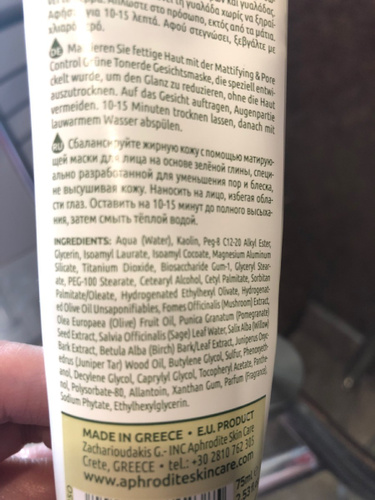 10-15 λεπτά. Αφού στεγνώσει, ξεβγάλτε με
DE Mattieren Sie fettige Haut mit der Mattifying & Pore
Control Grüne Tonerde Gesichtsmaske, die speziell entwi-
ckelt wurde, um den Glanz zu reduzieren, ohne die Haut
auszutrocknen. Auf das Gesicht auftragen, Augenpartie
vermeiden. 10-15 Minuten trocknen lassen, danach mit
lauwarmem Wasser abspülen.
RU Сбалансируйте жирную кожу с помощью матирую-
щей маски для лица на основе зелёной глины, специ-
ально разработанной для уменьшения пор и блеска,
не высушивая кожу. Наносить на лицо, избегая обла-
сти глаз. Оставить на 10-15 минут до полного высыха-
ния, затем смыть тёплой водой.
INGREDIENTS: Aqua (Water), Kaolin, Peg-8 C12-20 Alkyl Ester,
Glycerin, Isoamyl Laurate, Isoamyl Cocoate, Magnesium Aluminum
Silicate, Titanium Dioxide, Biosaccharide Gum-1, Glyceryl Stear-
ate, PEG-100 Stearate, Cetearyl Alcohol, Cetyl Palmitate, Sorbitan
Palmitate/Oleate, Hydrogenated Ethylhexyl Olivate, Hydrogenat-
ed Olive Oil Unsaponifiables, Fomes Officinalis (Mushroom) Extract,
Olea Europaea (Olive) Fruit Oil, Punica Granatum (Pomegranate)
Seed Extract, Salvia Officinalis (Sage) Leaf Water, Salix Alba (Willow)
Bark Extract, Betula Alba (Birch) Bark/Leaf Extract, Juniperus Oxyc-
edrus (Juniper Tar) Wood Oil, Butylene Glycol, Sulfur, Phenoxyeth-
anol, Decylene Glycol, Caprylyl Glycol, Tocopheryl Acetate, Panthe-
nol, Polysorbate-80, Allantoin, Xanthan Gum, Parfum (Fragrance),
Sodium Phytate, Ethylhexylglycerin.
MADE IN GREECE • E.U. PRODUCT
Zacharioudakis G.- INC Aphrodite Skin Care
Crete, GREECE • tel.: +30 2810 762 305
www.aphroditeskincare.com
75ml
2.53